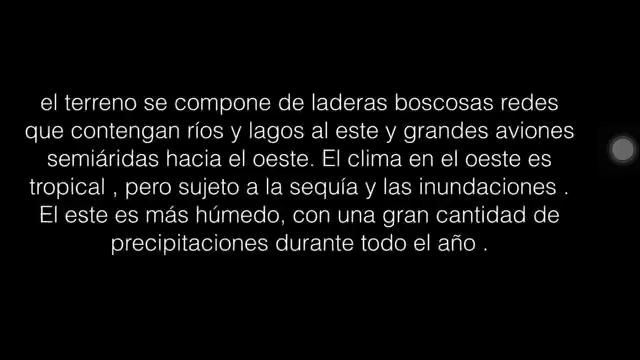 el terreno se compone de laderas boscosas redes
que contengan ríos y lagos al este y grandes aviones
semiáridas hacia el oeste. El clima en el oeste es
tropical , pero sujeto a la sequía y las inundaciones .
El este es más húmedo, con una gran cantidad de
precipitaciones durante todo el año .